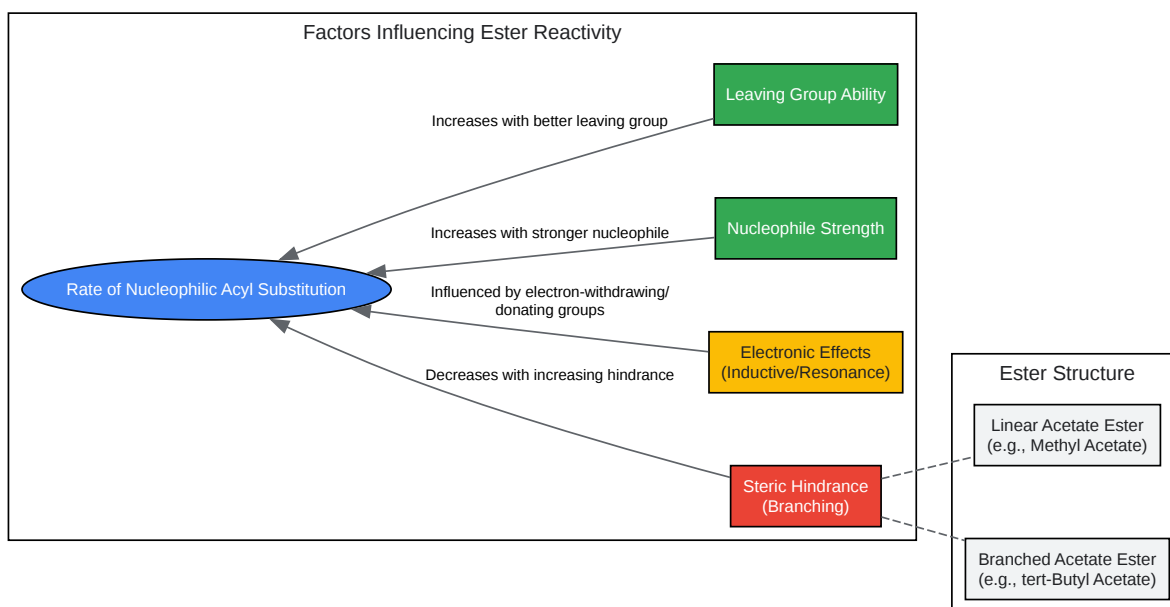 Factors Influencing Ester Reactivity
Leaving Group Ability
Increases with better leaving group
Nucleophile Strength
Increases with stronger nucleophile
Rate of Nucleophilic Acyl Substitution
Influenced by electron-withdrawing/
donating groups
Electronic Effects
(Inductive/Resonance)
Decreases with increasing hindrance
Steric Hindrance
(Branching)
Ester Structure
Linear Acetate Ester
(e.g., Methyl Acetate)
Branched Acetate Ester
(e.g., tert-Butyl Acetate)